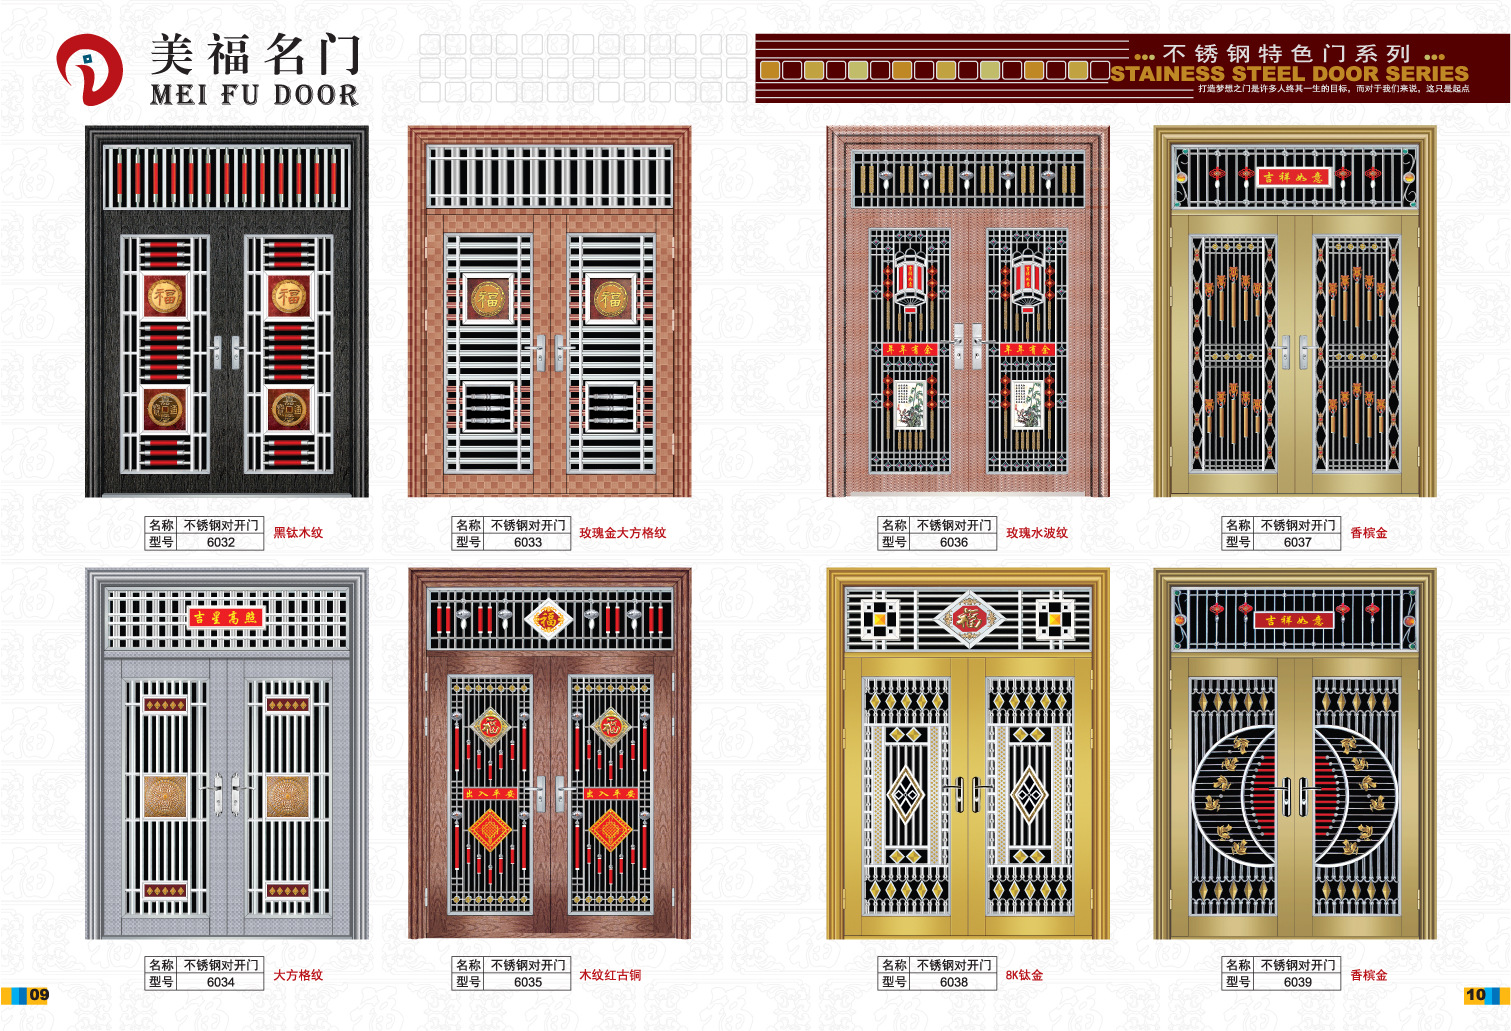 美福名门
MEI FU DOOR
不锈钢特色门系列
STAINESS STEEL DOOR SERIES
打造梦想之门是许多人终其一生的目标，而对于我们来说，这只是起点
福 福
福 福
年年有余 年年有余
吉祥如意
名称 不锈钢对开门
型号 6032
黑钛木纹
名称 不锈钢对开门
型号 6033
玫瑰金大方格纹
名称 不锈钢对开门
型号 6036
玫瑰水波纹
名称 不锈钢对开门
型号 6037
香槟金
吉星高照
福
福 福
出入平安 出入平安
福
吉祥如意
名称 不锈钢对开门
型号 6034
大方格纹
名称 不锈钢对开门
型号 6035
木纹红古铜
名称 不锈钢对开门
型号 6038
8K钛金
名称 不锈钢对开门
型号 6039
香槟金
09
10